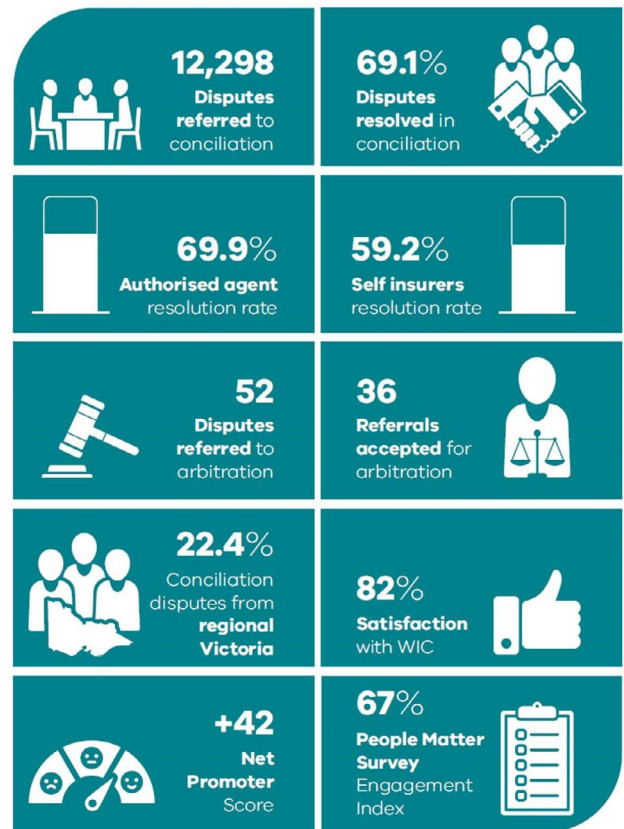 12,298
Disputes
referred to
conciliation
69.1%
Disputes
resolved in
conciliation
69.9%
Authorised agent
resolution rate
59.2%
Self insurers
resolution rate
52
Disputes
referred to
arbitration
36
Referrals
accepted for
arbitration
22.4%
Conciliation
disputes from
regional
Victoria
82%
Satisfaction
with WIC
+42
Net
Promoter
Score
67%
People Matter
Survey
Engagement
Index